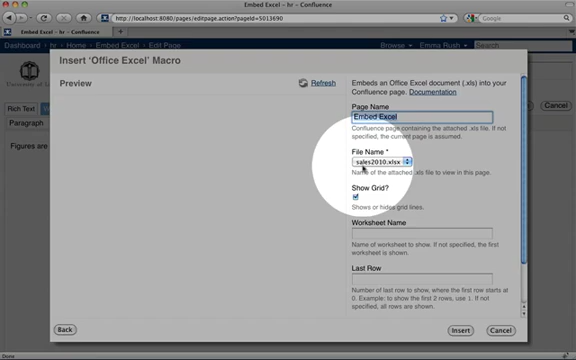 Embed Excel – hr – Confluence
http://localhost:8080/pages/editpage.action?pageId=5013690
Google
Embed Excel – hr – Confluence
Dashboard
hr
Home
Embed Excel
Edit Page
Browse
Emma Rush
Search
Insert 'Office Excel' Macro
Preview
Refresh
Embeds an Office Excel document (.xls) into your
Confluence page. Documentation
Page Name
Embed Excel
Confluence page containing the attached .xls file. If not
specified, the current page is assumed.
File Name *
sales2010.xlsx
Name of the attached .xls file to view in this page.
Show Grid?
Shows or hides grid lines.
Worksheet Name
Name of worksheet to show. If not specified, the first
worksheet is shown.
Last Row
Number of last row to show, where the first row starts at
0. Example: to show the first 2 rows, use 1. If not
specified, all rows are shown.
Rich Text
Paragraph
Figures are
Cancel
Back
Insert
Cancel
Done